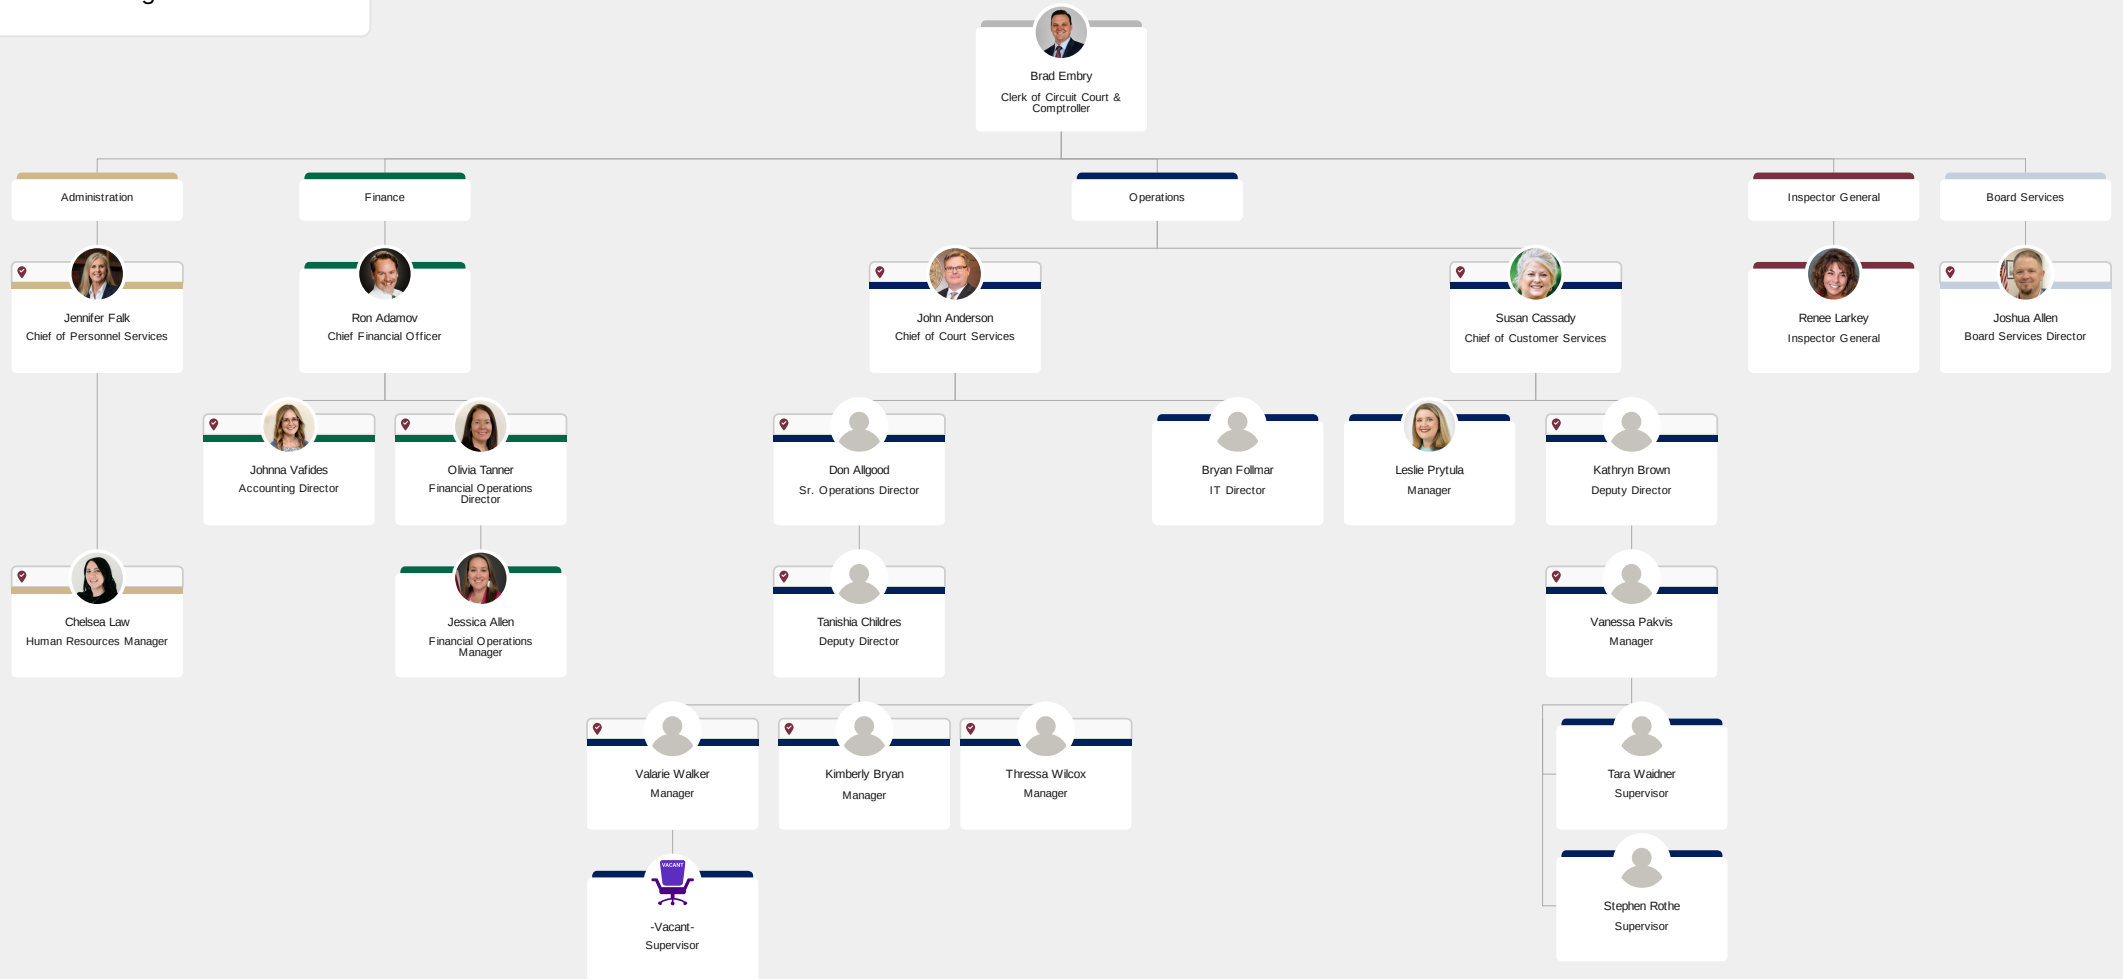 Brad Embry
Clerk of Circuit Court &
Comptroller
Administration
Finance
Operations
Inspector General
Board Services
Jennifer Falk
Chief of Personnel Services
Ron Adamov
Chief Financial Officer
John Anderson
Chief of Court Services
Susan Cassady
Chief of Customer Services
Renee Larkey
Inspector General
Joshua Allen
Board Services Director
Johnna Vafides
Accounting Director
Olivia Tanner
Financial Operations
Director
Don Allgood
Sr. Operations Director
Bryan Follmar
IT Director
Leslie Prytula
Manager
Kathryn Brown
Deputy Director
Chelsea Law
Human Resources Manager
Jessica Allen
Financial Operations
Manager
Tanishia Childres
Deputy Director
Vanessa Pakvis
Manager
Valarie Walker
Manager
Kimberly Bryan
Manager
Thressa Wilcox
Manager
Tara Waidner
Supervisor
VACANT
-Vacant-
Supervisor
Stephen Rothe
Supervisor